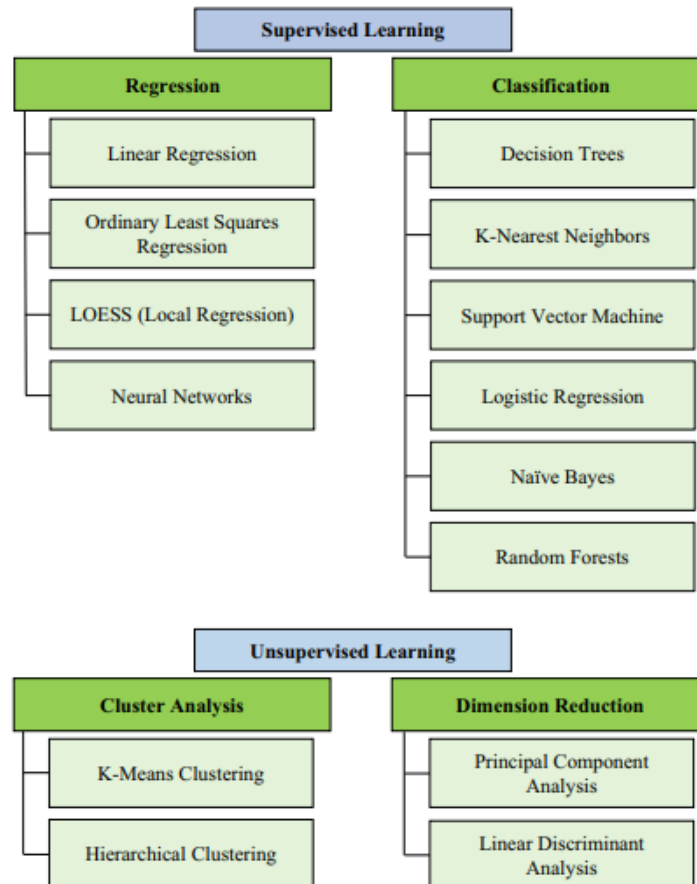 Supervised Learning
Regression
Linear Regression
Ordinary Least Squares
Regression
LOESS (Local Regression)
Neural Networks
Classification
Decision Trees
K-Nearest Neighbors
Support Vector Machine
Logistic Regression
Naïve Bayes
Random Forests
Unsupervised Learning
Cluster Analysis
K-Means Clustering
Hierarchical Clustering
Dimension Reduction
Principal Component
Analysis
Linear Discriminant
Analysis